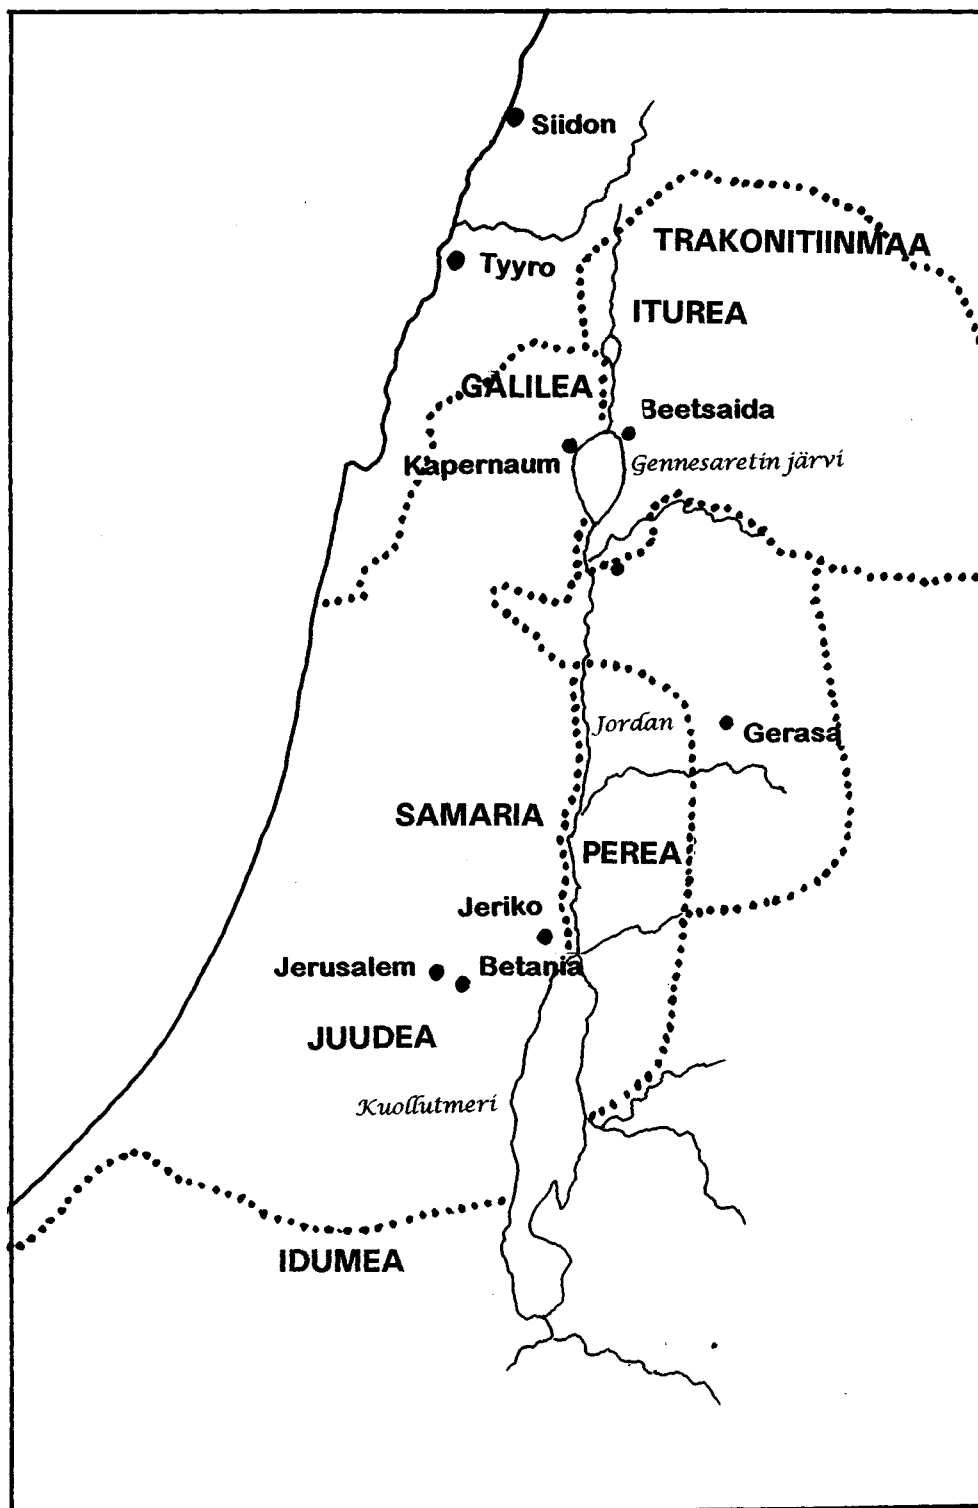 Siidon
TRAKONITIINMAA
Tyyro
ITUREA
GALILEA
Beetsaida
Kapernaum
Gennesaretin järvi
Jordan
Gerasa
SAMARIA
PEREA
Jeriko
Jerusalem
Betania
JUUDEA
Kuollutmeri
IDUMEA